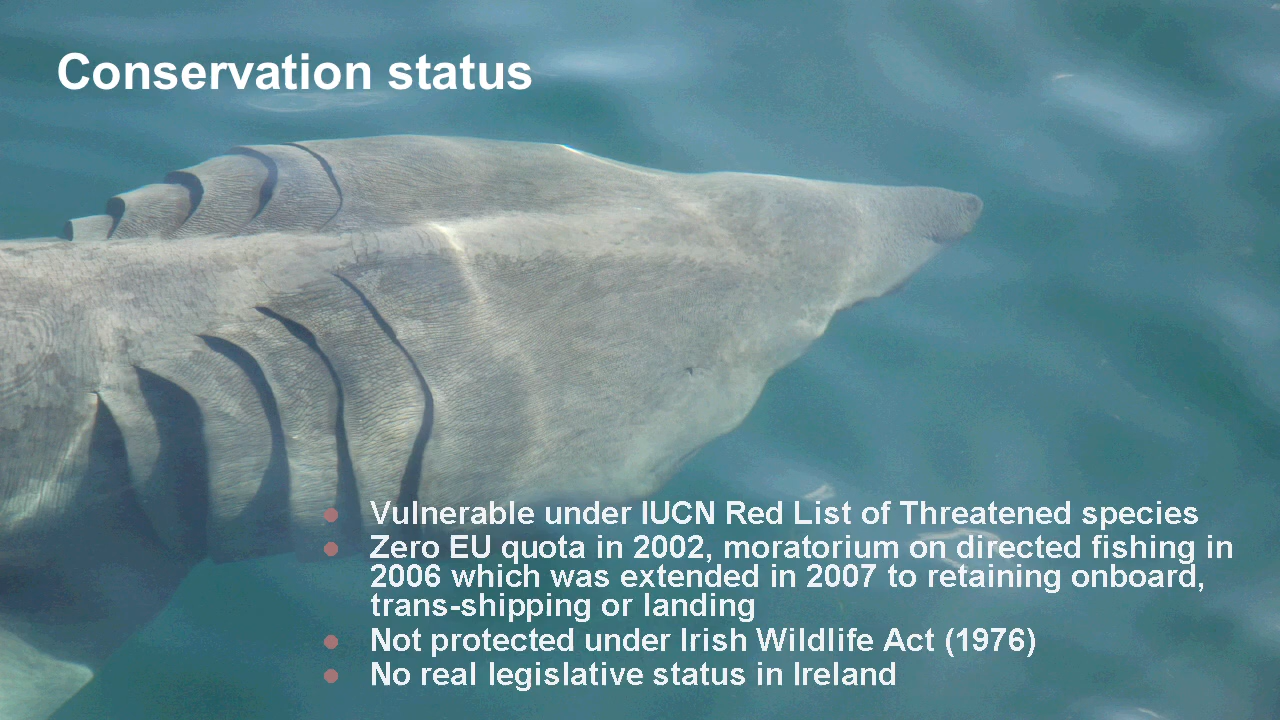 Conservation status
● Vulnerable under IUCN Red List of Threatened species
● Zero EU quota in 2002, moratorium on directed fishing in
2006 which was extended in 2007 to retaining onboard,
trans-shipping or landing
● Not protected under Irish Wildlife Act (1976)
● No real legislative status in Ireland